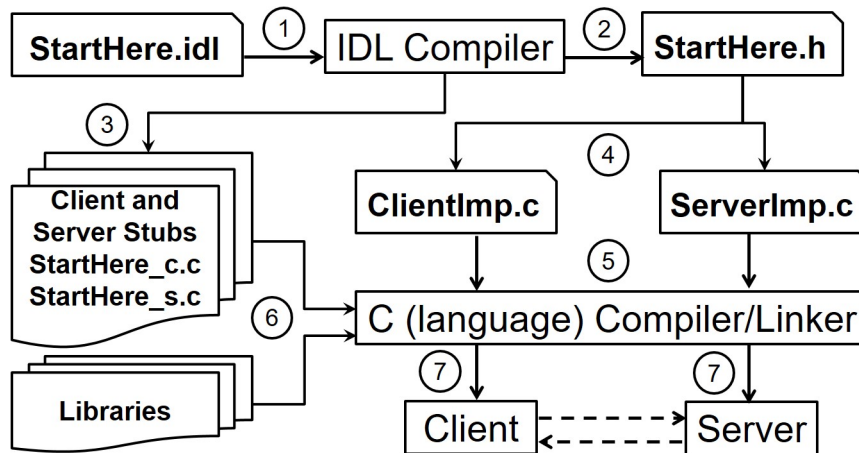 StartHere.idl
1
IDL Compiler
2
StartHere.h
3
4
Client and
Server Stubs
StartHere_c.c
StartHere_s.c
ClientImp.c
ServerImp.c
5
6
C (language) Compiler/Linker
7
7
Libraries
Client
Server